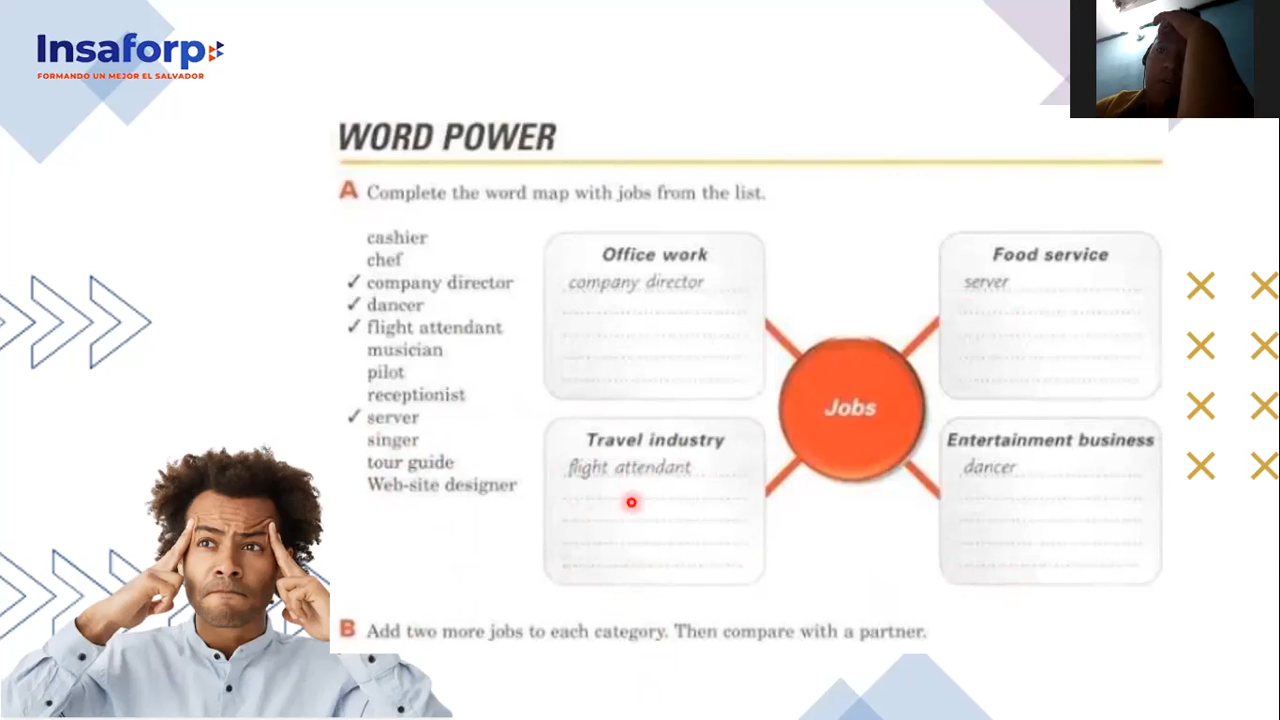 Insaforp
FORMANDO UN MEJOR EL SALVADOR
WORD POWER
A Complete the word map with jobs from the list.
cashier
chef
✓ company director
✓ dancer
✓ flight attendant
musician
pilot
receptionist
✓ server
singer
tour guide
Web-site designer
Office work
company director
Food service
server
Jobs
Travel industry
flight attendant
Entertainment business
dancer
B Add two more jobs to each category. Then compare with a partner.